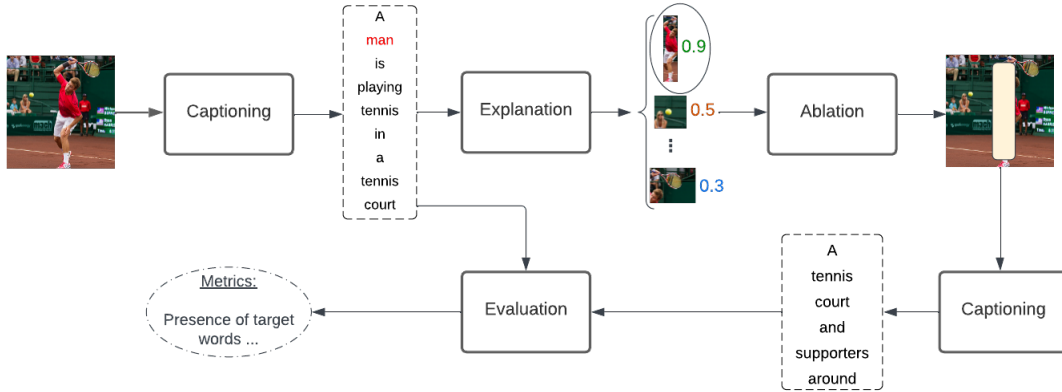 Captioning
A
man
is
playing
tennis
in
a
tennis
court
Explanation
0.9
0.5
0.3
Ablation
Captioning
A
tennis
court
and
supporters
around
Evaluation
Metrics:
Presence of target
words ...